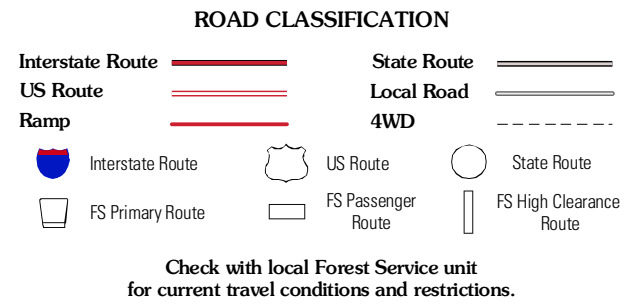 ROAD CLASSIFICATION
Interstate Route
State Route
US Route
Local Road
Ramp
4WD
Interstate Route
US Route
State Route
FS Primary Route
FS Passenger
Route
FS High Clearance
Route
Check with local Forest Service unit
for current travel conditions and restrictions.